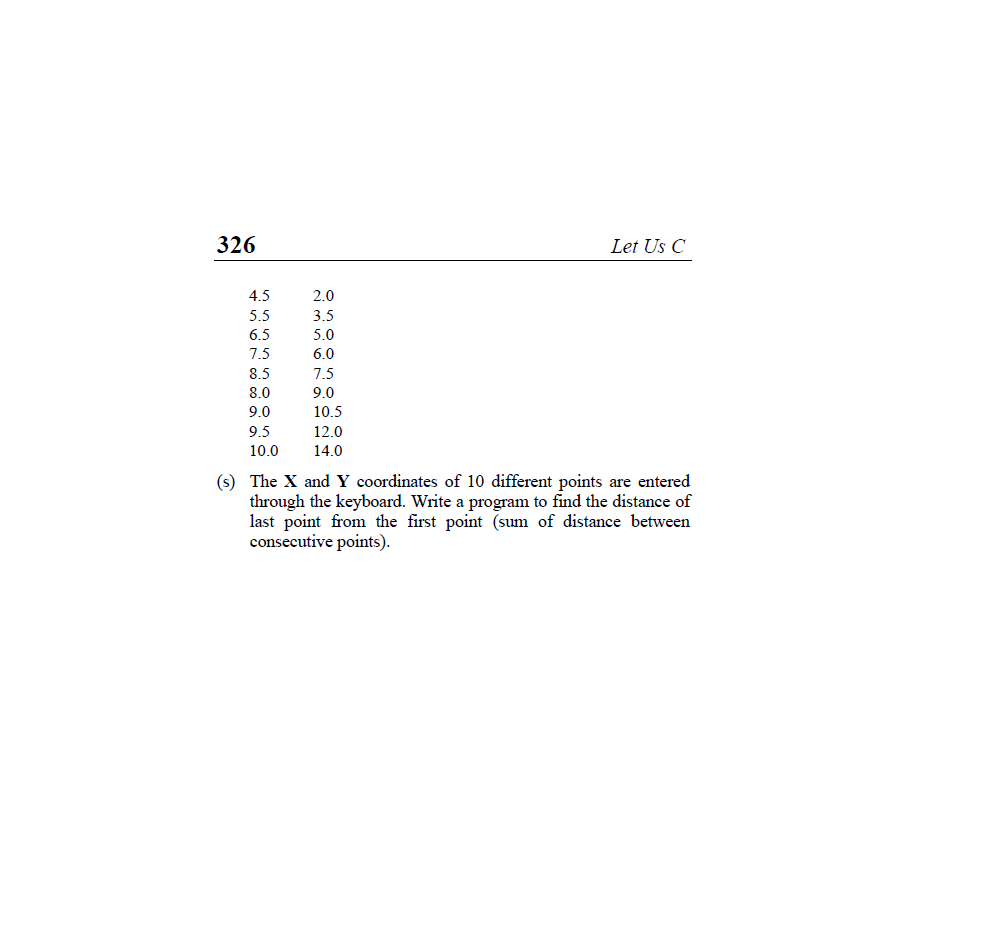 326 Let Us C
4.5 2.0
5.5 3.5
6.5 5.0
7.5 6.0
8.5 7.5
8.0 9.0
9.0 10.5
9.5 12.0
10.0 14.0
(s) The X and Y coordinates of 10 different points are entered
through the keyboard. Write a program to find the distance of
last point from the first point (sum of distance between
consecutive points).